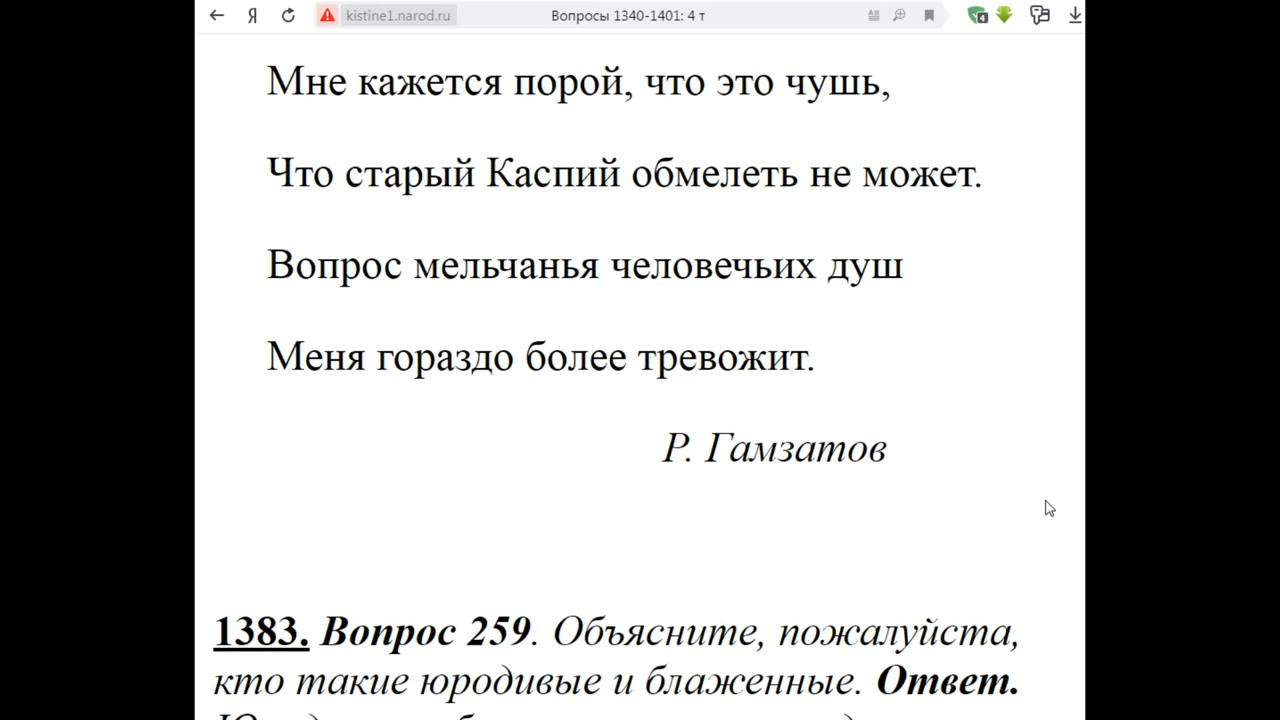 Я kistine1.narod.ru Вопросы 1340-1401: 4 т 4
Мне кажется порой, что это чушь,
Что старый Каспий обмелеть не может.
Вопрос мельчанья человечьих душ
Меня гораздо более тревожит.
Р. Гамзатов
1383. Вопрос 259. Объясните, пожалуйста,
кто такие юродивые и блаженные. Ответ.